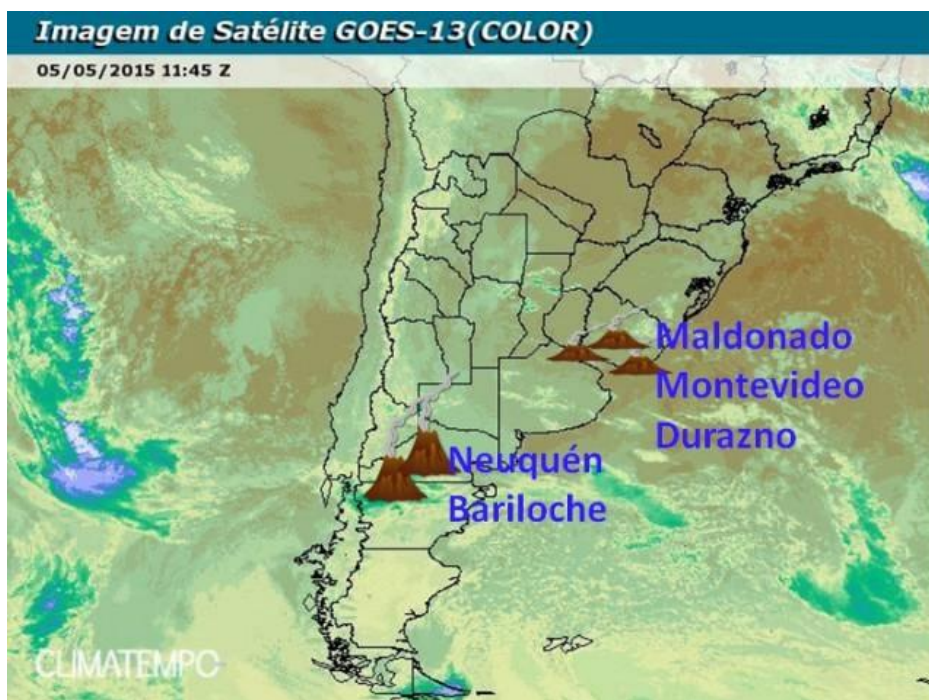 Imagem de Satélite GOES-13(COLOR)
05/05/2015 11:45 Z
Maldonado
Montevideo
Durazno
Neuquén
Bariloche
CLIMATEMPO